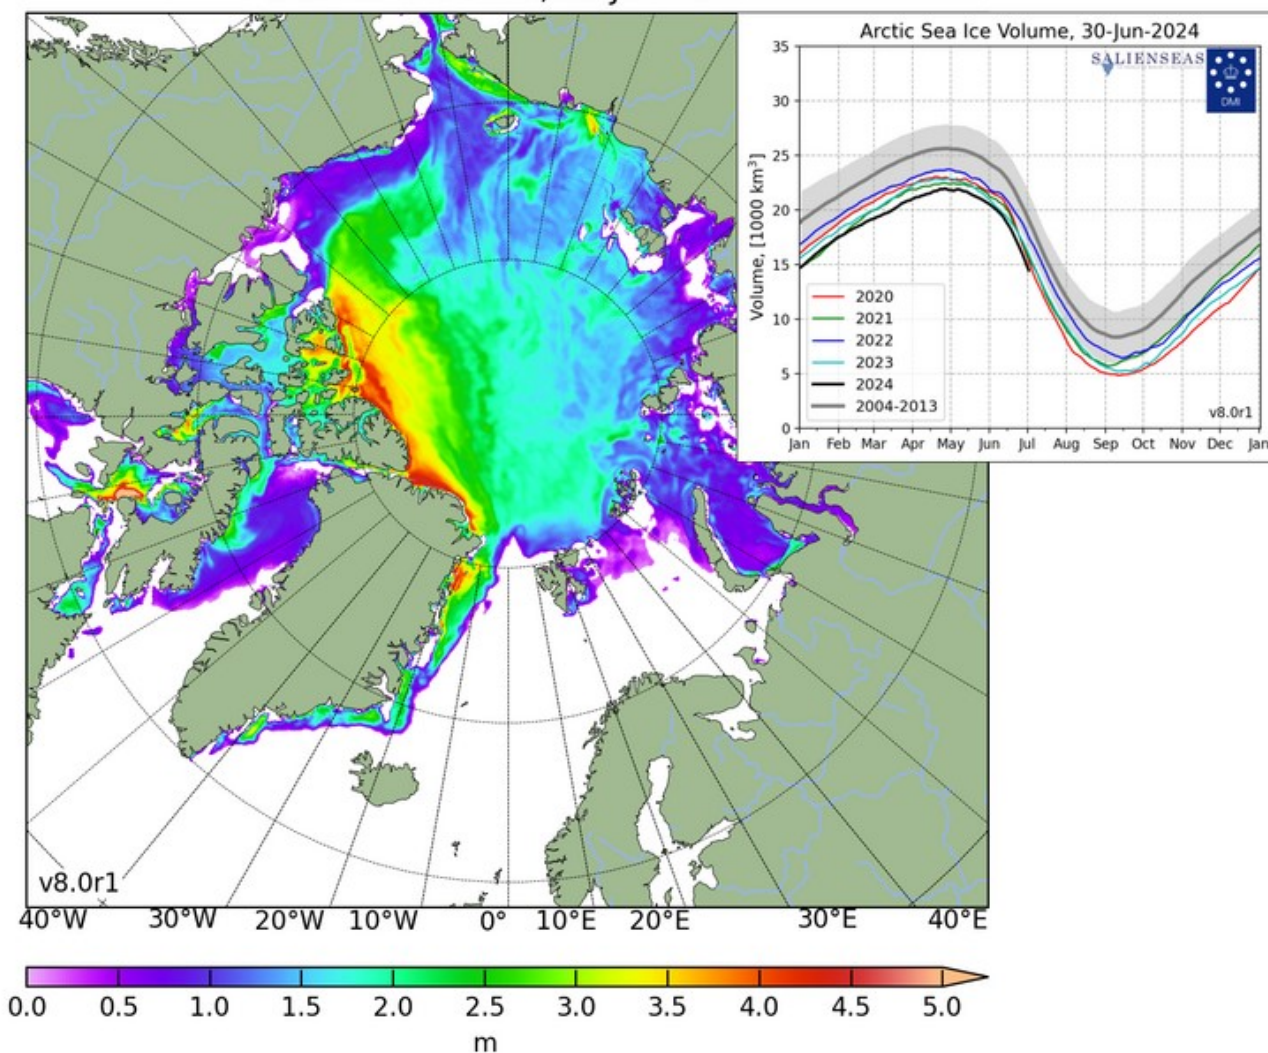 Arctic Sea Ice Volume, 30-Jun-2024
SALIENSEAS
DMI
Volume, [1000 km³]
35
30
25
20
15
10
5
0
2020
2021
2022
2023
2024
2004-2013
v8.0r1
Jan Feb Mar Apr May Jun Jul Aug Sep Oct Nov Dec Jan
v8.0r1
40°W 30°W 20°W 10°W 0° 10°E 20°E 30°E 40°E
0.0 0.5 1.0 1.5 2.0 2.5 3.0 3.5 4.0 4.5 5.0
m